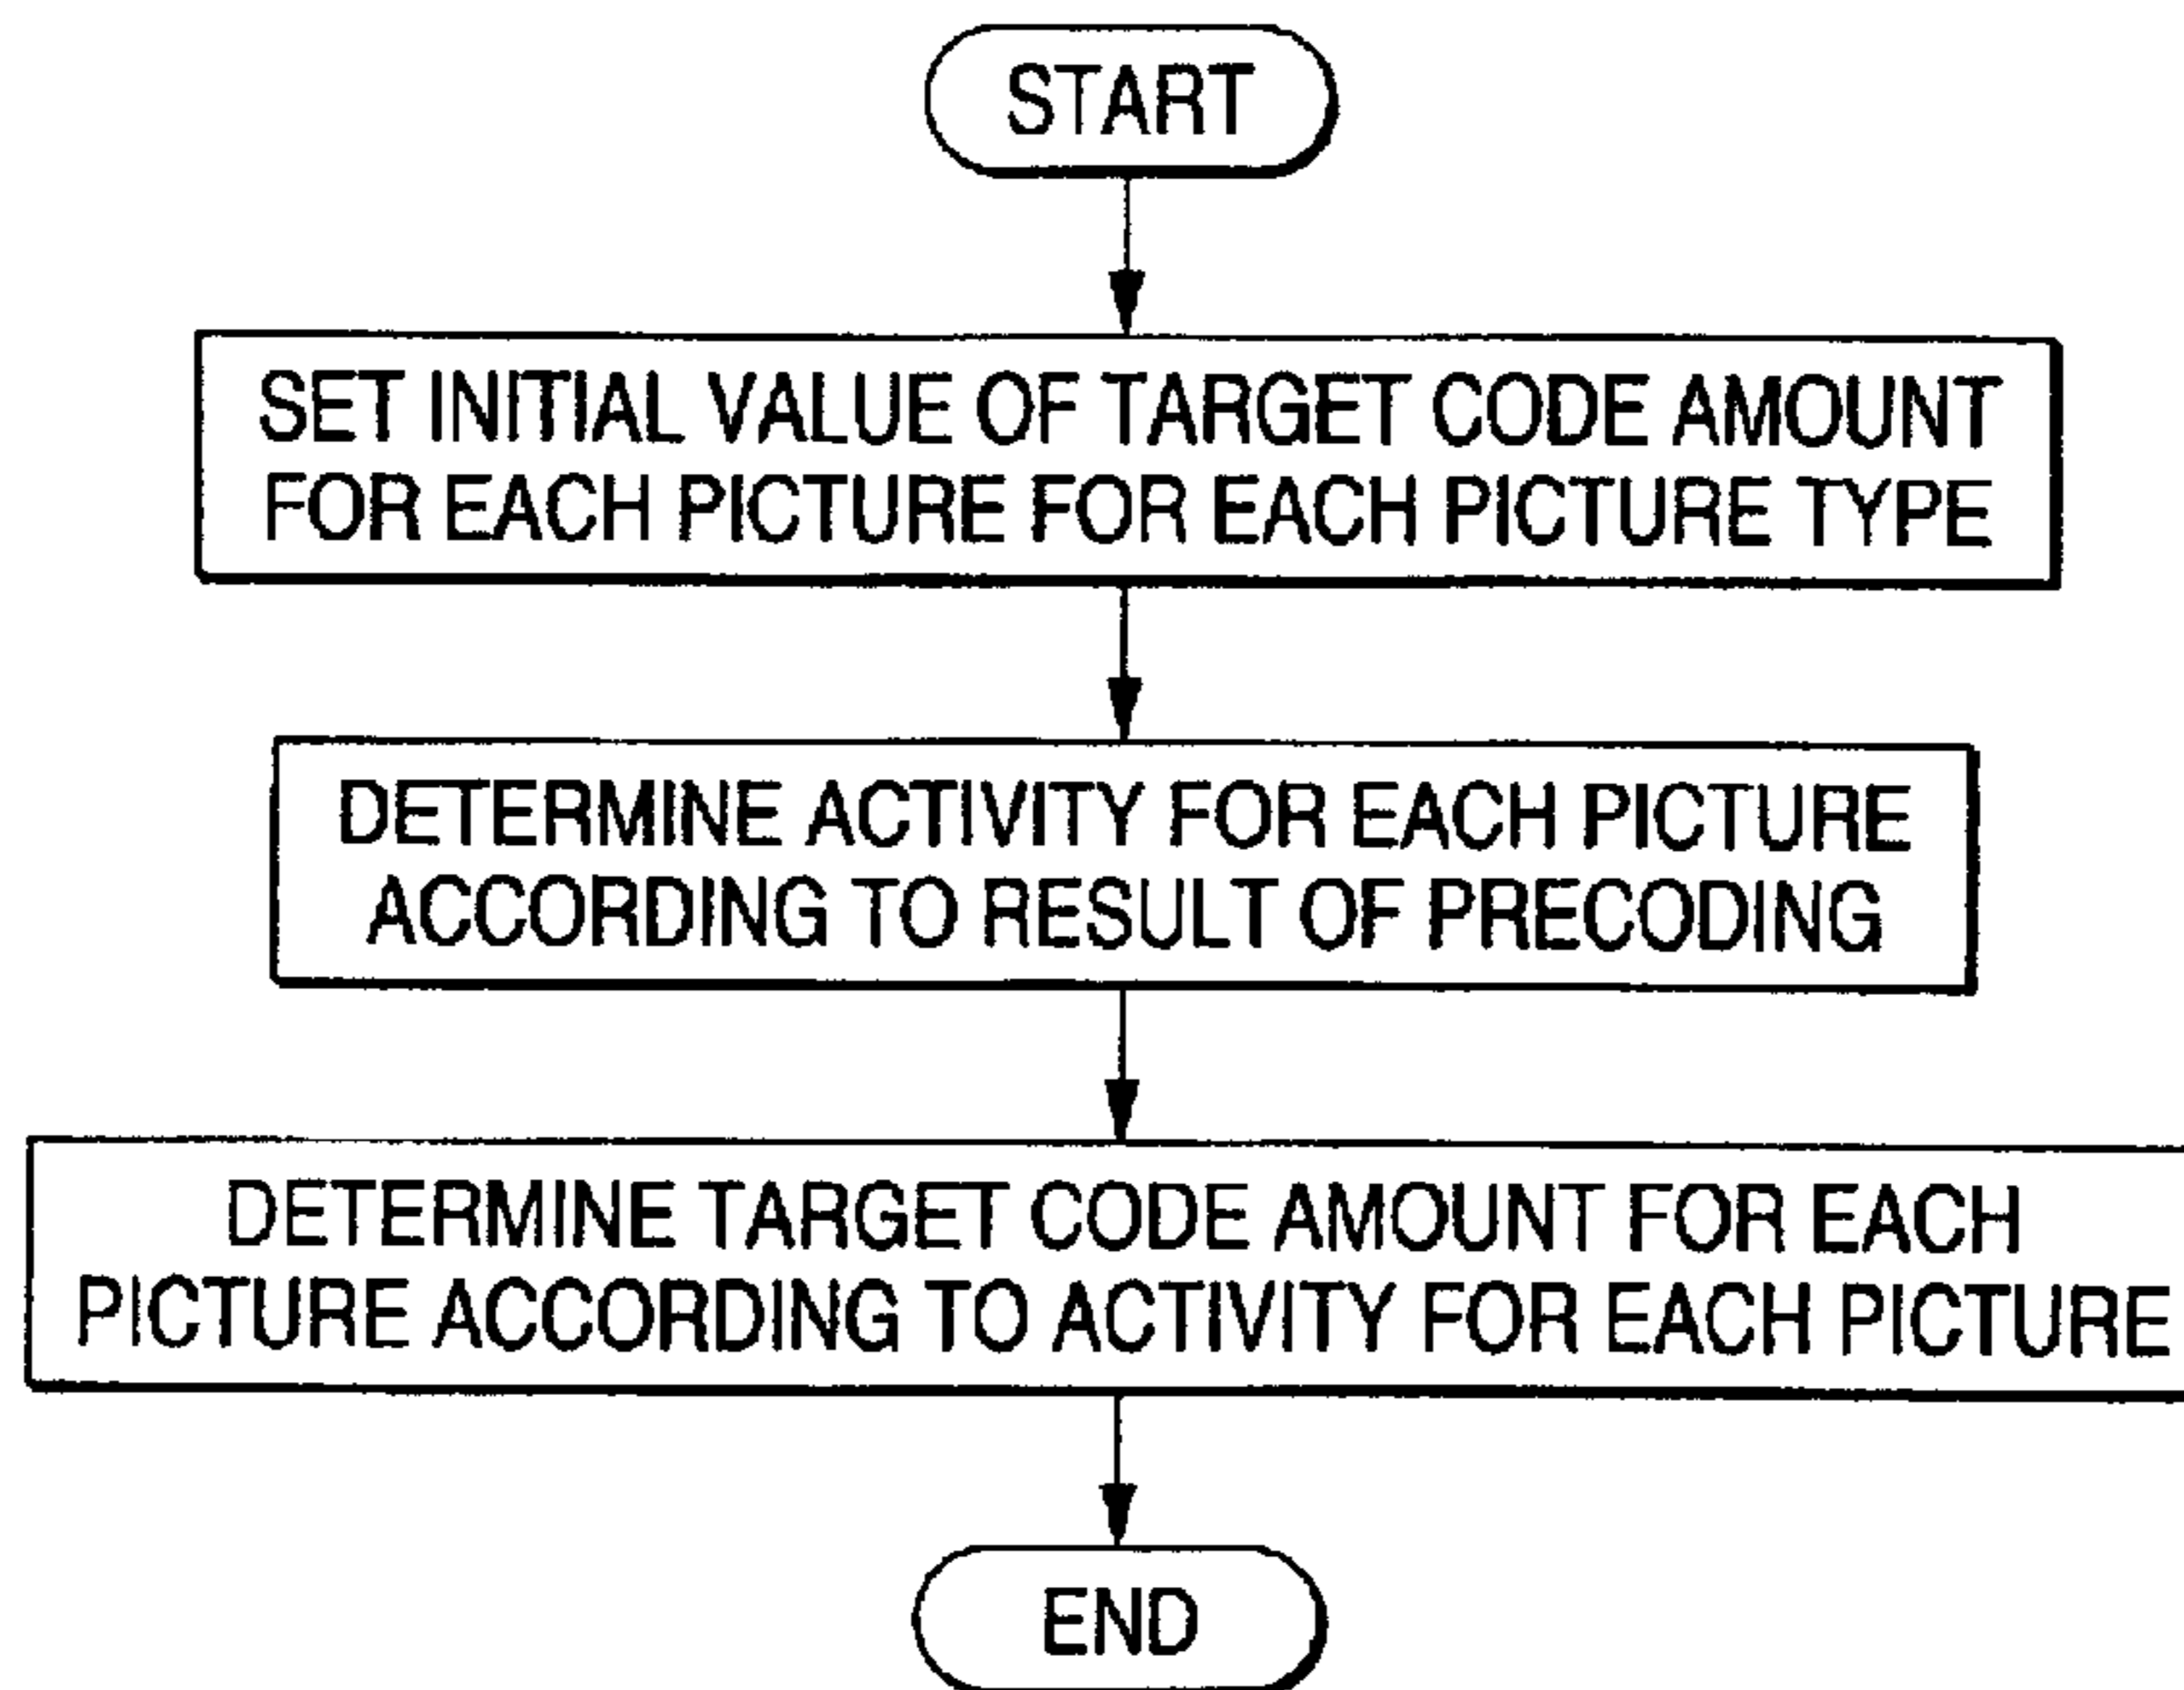 START
SET INITIAL VALUE OF TARGET CODE AMOUNT
FOR EACH PICTURE FOR EACH PICTURE TYPE
DETERMINE ACTIVITY FOR EACH PICTURE
ACCORDING TO RESULT OF PRECODING
DETERMINE TARGET CODE AMOUNT FOR EACH
PICTURE ACCORDING TO ACTIVITY FOR EACH PICTURE
END